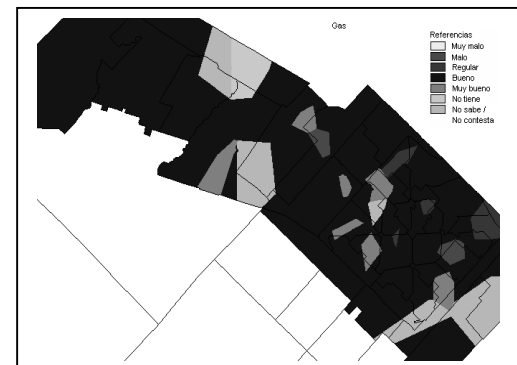 Gas
Referencias
Muy malo
Malo
Regular
Bueno
Muy bueno
No tiene
No sabe /
No contesta